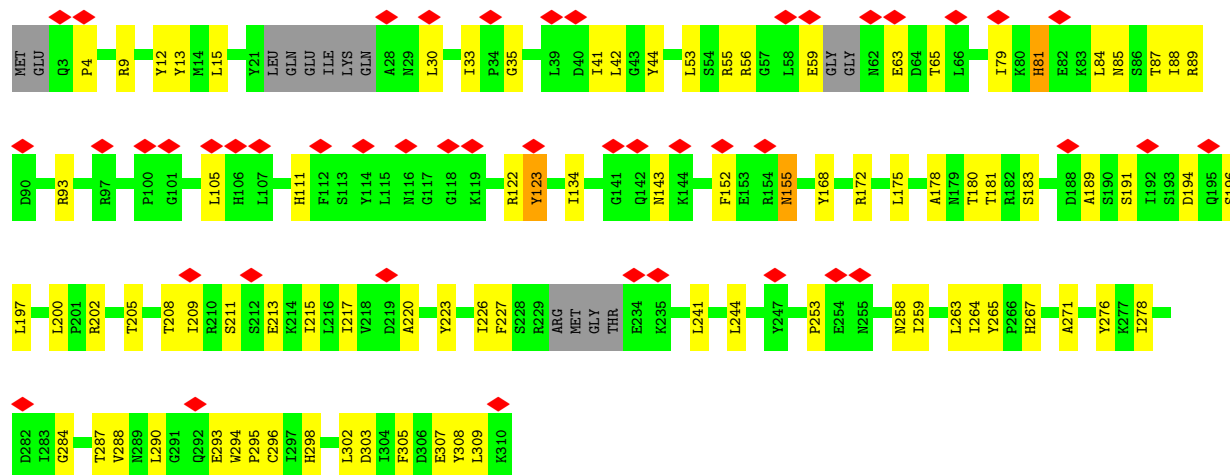 MET GLU Q3 P4 R9 Y12 Y13 M14 L15 Y21 LEU GLN GLU ILE LYS GLN A28 N29 L30 I33 P34 G35 L39 D40 I41 L42 G43 Y44 L53 S54 R55 R56 G57 L58 E59 GLY GLY N62 E63 D64 T65 L66 I79 K80 H81 E82 K83 L84 N85 S86 T87 I88 R89
D90 R93 R97 P100 G101 L105 H106 L107 H111 F112 S113 Y114 L115 N116 G117 G118 K119 R122 Y123 I134 G141 Q142 N143 K144 F152 E153 R154 N155 Y168 R172 L175 A178 N179 T180 T181 R182 S183 D188 A189 S190 S191 I192 S193 D194 Q195 S196
L197 L200 P201 R202 T205 T208 I209 R210 S211 S212 E213 K214 I215 L216 I217 V218 D219 A220 Y223 I226 F227 S228 R229 ARG MET GLY THR E234 K235 L241 L244 Y247 P253 E254 N255 N258 I259 L263 I264 Y265 P266 H267 A271 Y276 K277 I278
D282 I283 G284 T287 V288 N289 L290 G291 Q292 E293 W294 P295 C296 I297 H298 L302 D303 I304 F305 D306 E307 Y308 L309 K310